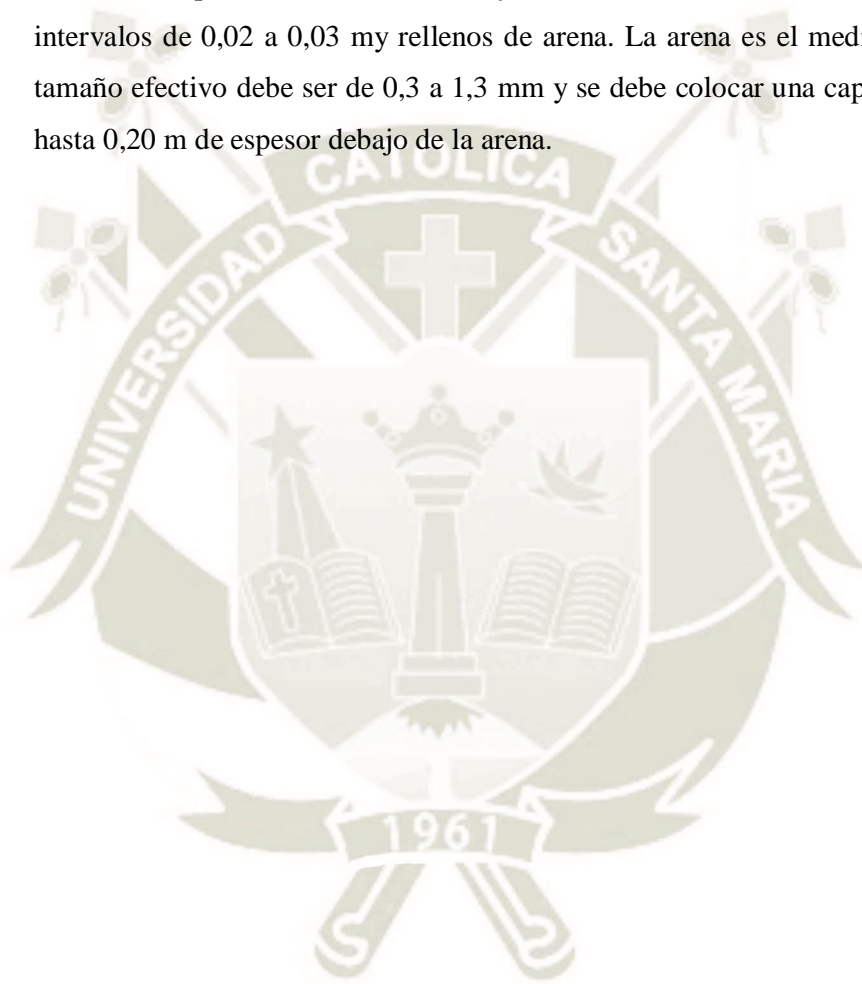 intervalos de 0,02 a 0,03 my rellenos de arena. La arena es el med
tamaño efectivo debe ser de 0,3 a 1,3 mm y se debe colocar una cap
hasta 0,20 m de espesor debajo de la arena.
UNIVERSIDAD CATOLICA SANTA MARIA
1961